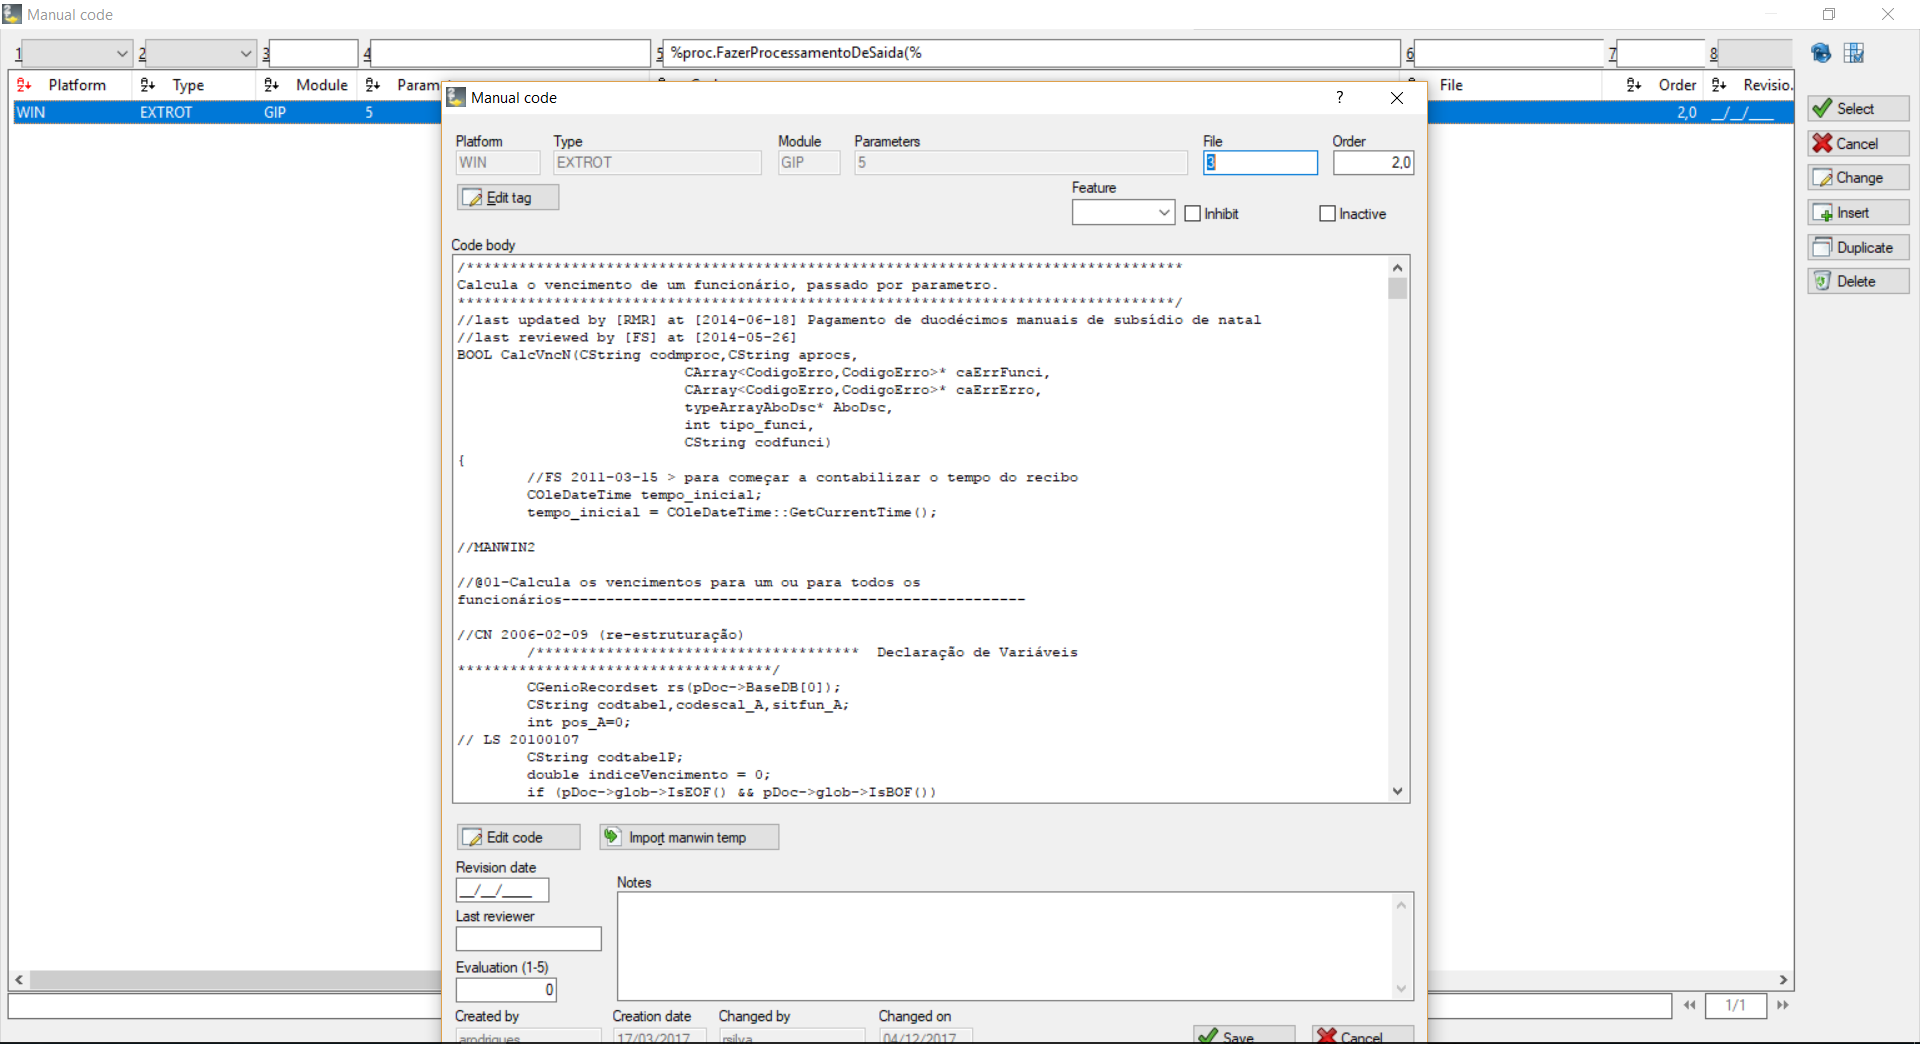 Manual code
1 2 3 4 5 %proc.FazerProcessamentoDeSaida(% 6 7 8
Platform Type Module Param File Order Revisio.
WIN EXTROT GIP 5 2,0 __/__/____
Select
Cancel
Change
Insert
Duplicate
Delete
Manual code ?
Platform Type Module Parameters File Order
WIN EXTROT GIP 5 3 2,0
Edit tag
Feature
Inhibit Inactive
Code body
/**********************************************************************************
Calcula o vencimento de um funcionário, passado por parametro.
**********************************************************************************/
//last updated by [RMR] at [2014-06-18] Pagamento de duodécimos manuais de subsídio de natal
//last reviewed by [FS] at [2014-05-26]
BOOL CalcVncN(CString codmproc,CString aprocs,
CArray<CodigoErro,CodigoErro>* caErrFunci,
CArray<CodigoErro,CodigoErro>* caErrErro,
typeArrayAboDsc* AboDsc,
int tipo_funci,
CString codfunci)
{
//FS 2011-03-15 > para começar a contabilizar o tempo do recibo
COleDateTime tempo_inicial;
tempo_inicial = COleDateTime::GetCurrentTime();
//MANWIN2
//@01-Calcula os vencimentos para um ou para todos os
funcionários-----------------------------------------------------
//CN 2006-02-09 (re-estruturação)
/************************************* Declaração de Variáveis
************************************/
CGenioRecordset rs(pDoc->BaseDB[0]);
CString codtabel,codescal_A,sitfun_A;
int pos_A=0;
// LS 20100107
CString codtabelP;
double indiceVencimento = 0;
if (pDoc->glob->IsEOF() && pDoc->glob->IsBOF())
Edit code Import manwin temp
Revision date
__/__/____
Notes
Last reviewer
Evaluation (1-5)
0
1/1
Created by Creation date Changed by Changed on
arodrigues 17/03/2017 rsilva 04/12/2017 Save Cancel